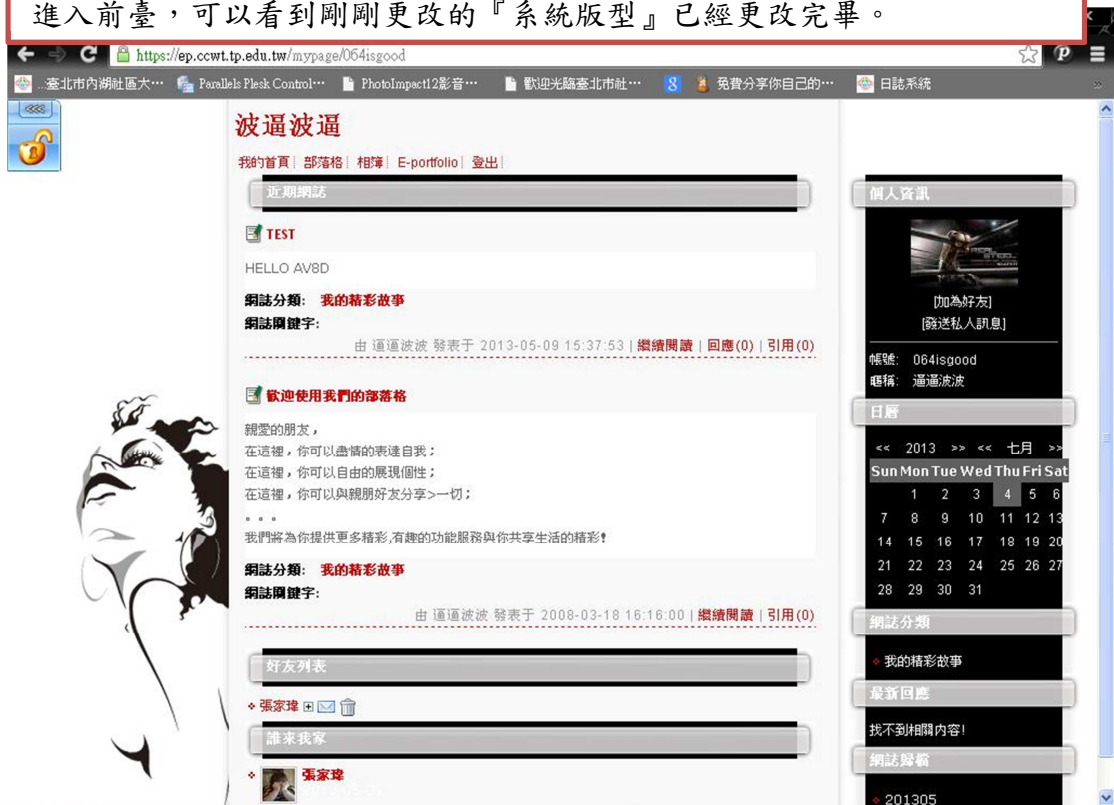 進入前臺，可以看到剛剛更改的『系統版型』已經更改完畢。
https://ep.ccwt.tp.edu.tw/mypage/064isgood
...臺北市內湖社區大… Parallels Plesk Control… PhotoImpact12影音… 歡迎光臨臺北市社… 免費分享你自己的… 日誌系統
<<<
波逼波逼
我的首頁| 部落格| 相簿| E-portfolio| 登出|
近期網誌
TEST
HELLO AV8D
網誌分類: 我的精彩故事
網誌關鍵字:
由 逼逼波波 發表于 2013-05-09 15:37:53 | 繼續閱讀 | 回應(0) | 引用(0)
歡迎使用我們的部落格
親愛的朋友，
在這裡，你可以盡情的表達自我；
在這裡，你可以自由的展現個性；
在這裡，你可以與親朋好友分享>一切；
。。。
我們將為你提供更多精彩,有趣的功能服務與你共享生活的精彩!
網誌分類: 我的精彩故事
網誌關鍵字:
由 逼逼波波 發表于 2008-03-18 16:16:00 | 繼續閱讀 | 引用(0)
好友列表
張家瑋
誰來我家
張家瑋
個人資訊
REAL STEEL
[加為好友]
[發送私人訊息]
帳號: 064isgood
暱稱: 逼逼波波
日曆
<< 2013 >> << 七月 >>
Sun Mon Tue Wed Thu Fri Sat
1 2 3 4 5 6
7 8 9 10 11 12 13
14 15 16 17 18 19 20
21 22 23 24 25 26 27
28 29 30 31
網誌分類
我的精彩故事
最新回應
找不到相關內容!
網誌歸檔
201305